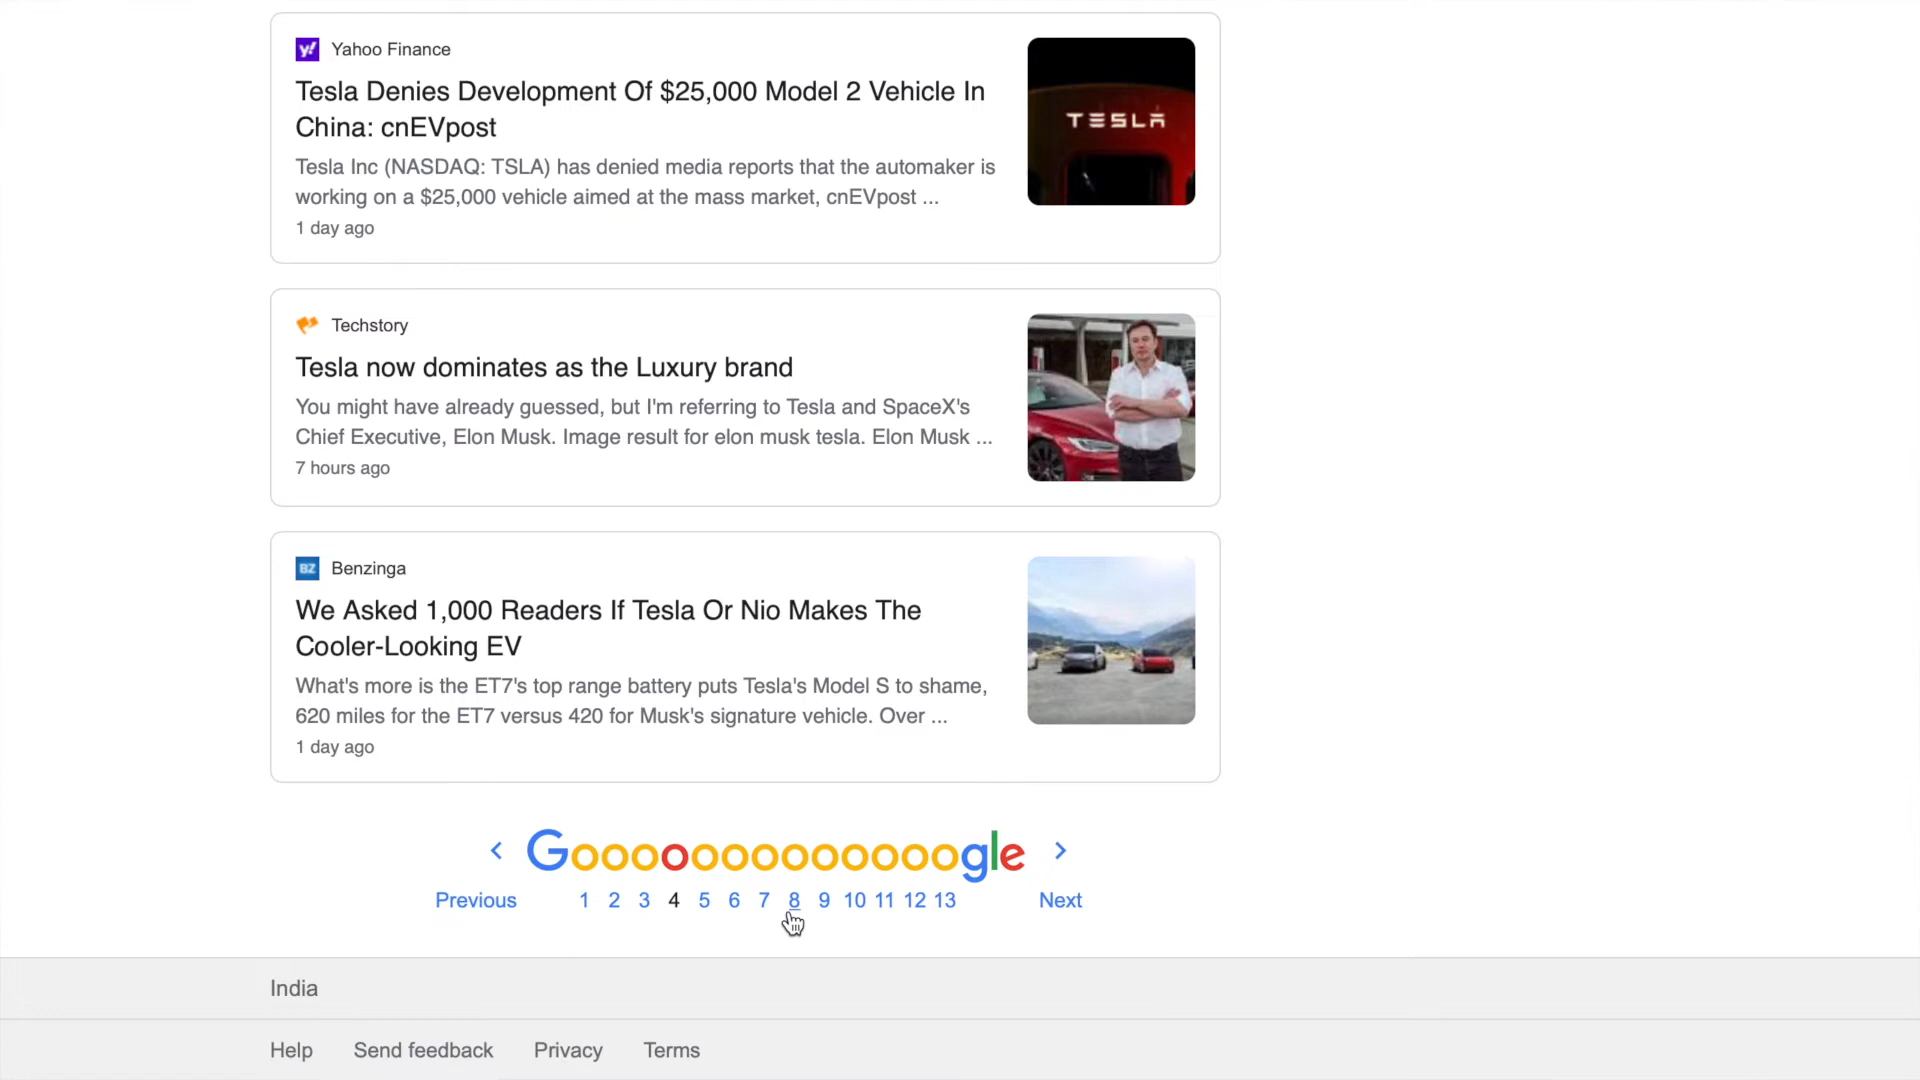 Yahoo Finance
Tesla Denies Development Of $25,000 Model 2 Vehicle In
China: cnEVpost
Tesla Inc (NASDAQ: TSLA) has denied media reports that the automaker is
working on a $25,000 vehicle aimed at the mass market, cnEVpost ...
1 day ago
TESLA
Techstory
Tesla now dominates as the Luxury brand
You might have already guessed, but I'm referring to Tesla and SpaceX's
Chief Executive, Elon Musk. Image result for elon musk tesla. Elon Musk ...
7 hours ago
BZ Benzinga
We Asked 1,000 Readers If Tesla Or Nio Makes The
Cooler-Looking EV
What's more is the ET7's top range battery puts Tesla's Model S to shame,
620 miles for the ET7 versus 420 for Musk's signature vehicle. Over ...
1 day ago
< Gooooooooooooogle >
Previous 1 2 3 4 5 6 7 8 9 10 11 12 13 Next
India
Help Send feedback Privacy Terms